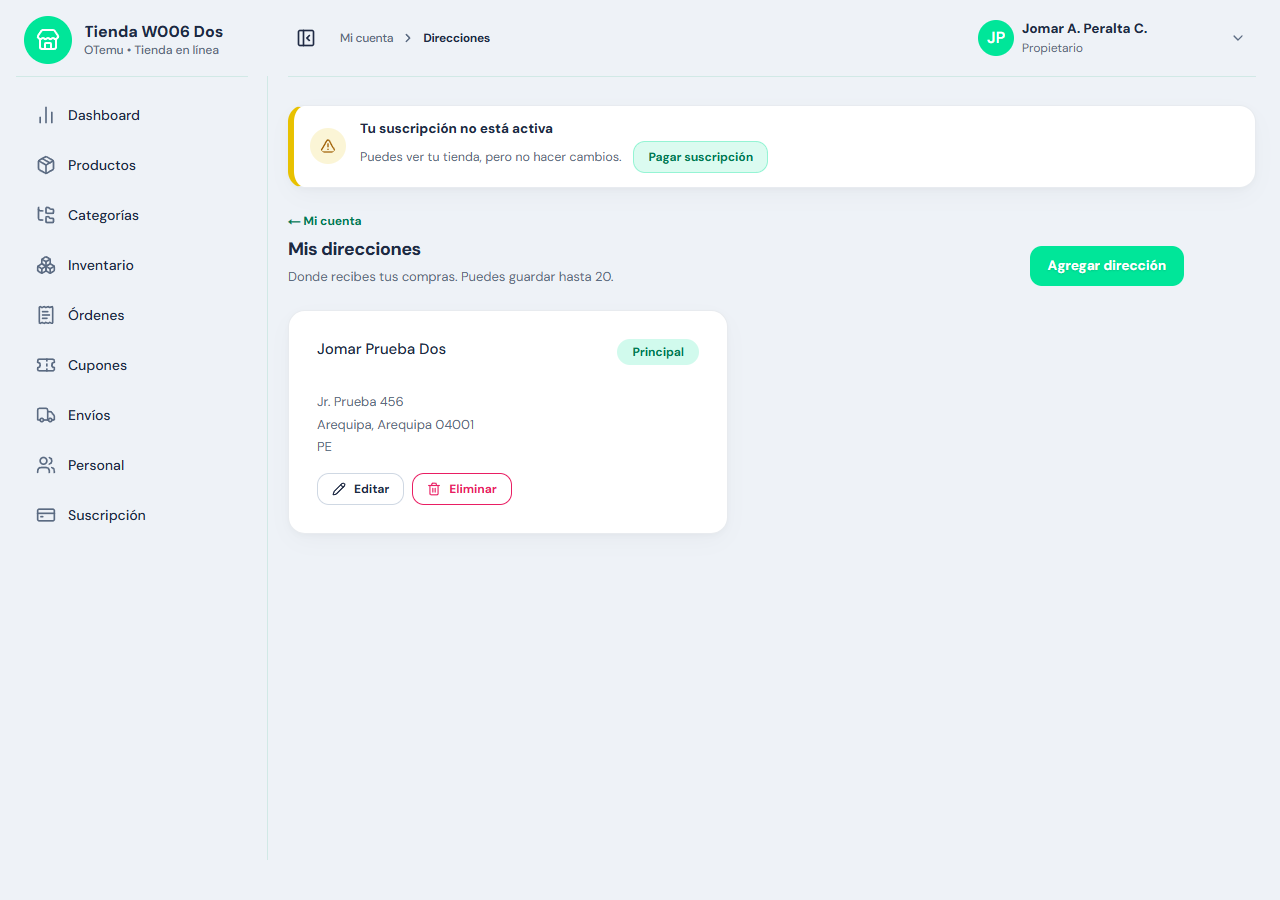 Tienda W006 Dos
OTemu • Tienda en línea
Mi cuenta > Direcciones
JP
Jomar A. Peralta C.
Propietario
Dashboard
Productos
Categorías
Inventario
Órdenes
Cupones
Envíos
Personal
Suscripción
Tu suscripción no está activa
Puedes ver tu tienda, pero no hacer cambios.
Pagar suscripción
← Mi cuenta
Mis direcciones
Donde recibes tus compras. Puedes guardar hasta 20.
Agregar dirección
Jomar Prueba Dos
Principal
Jr. Prueba 456
Arequipa, Arequipa 04001
PE
Editar
Eliminar